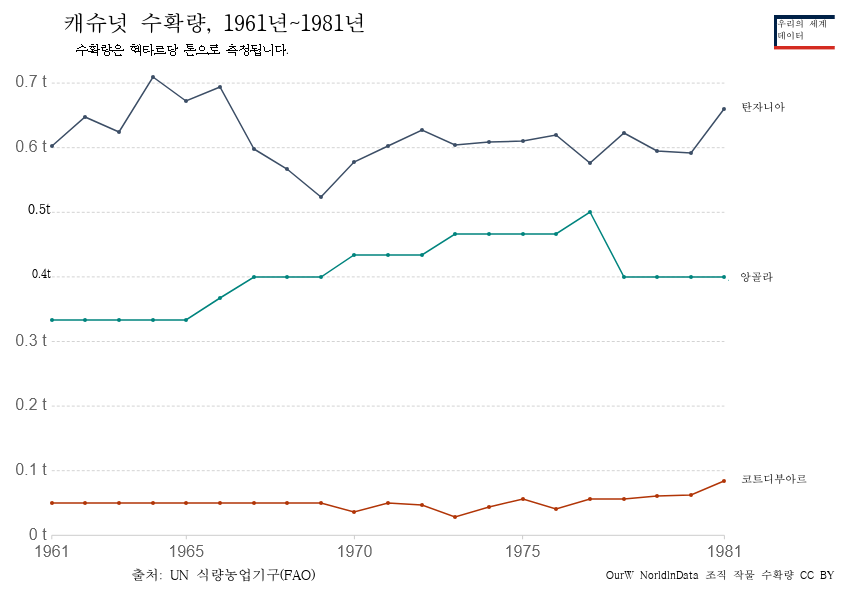 캐슈넛 수확량, 1961년~1981년
수확량은 헥타르당 톤으로 측정됩니다.
우리의 세계
데이터
0.7 t
0.6 t
0.5t
0.4t
0.3 t
0.2 t
0.1 t
0 t
탄자니아
앙골라
코트디부아르
1961 1965 1970 1975 1981
출처: UN 식량농업기구(FAO)
OurW NorldInData 조직 작물 수확량 CC BY